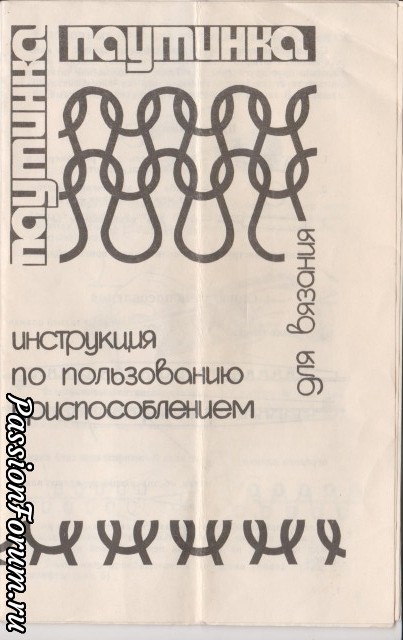 паутинка
паутинка
инструкция
по пользованию
приспособлением
для вязания
PassionForum.ru